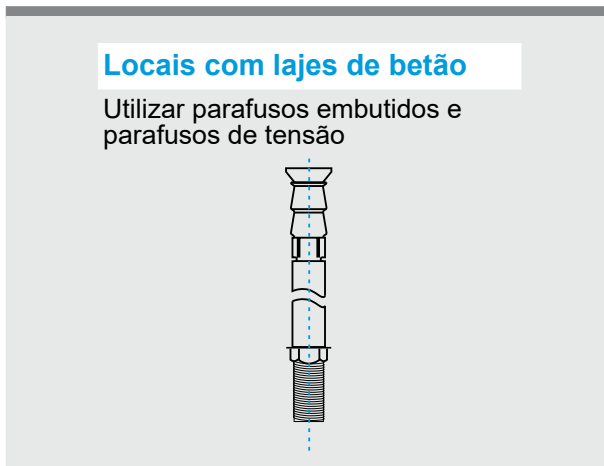 Locais com lajes de betão
Utilizar parafusos embutidos e
parafusos de tensão